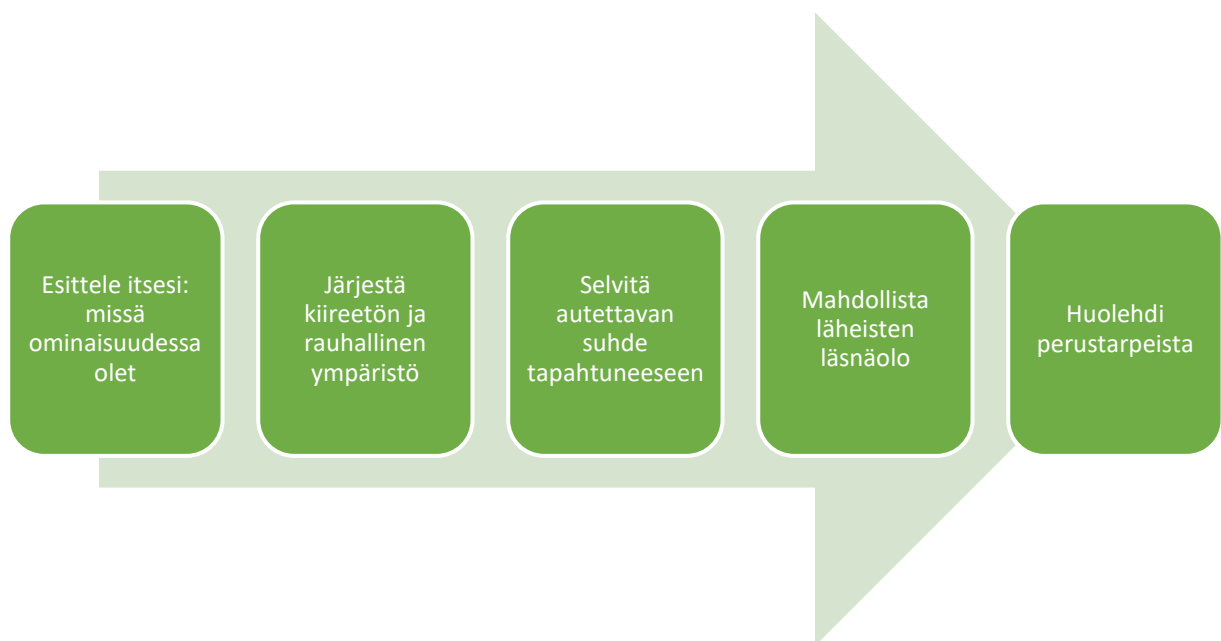 Esittele itsesi:
missä
ominaisuudessa
olet
Järjestä
kiireetön ja
rauhallinen
ympäristö
Selvitä
autettavan
suhde
tapahtuneeseen
Mahdollista
läheisten
läsnäolo
Huolehdi
perustarpeista